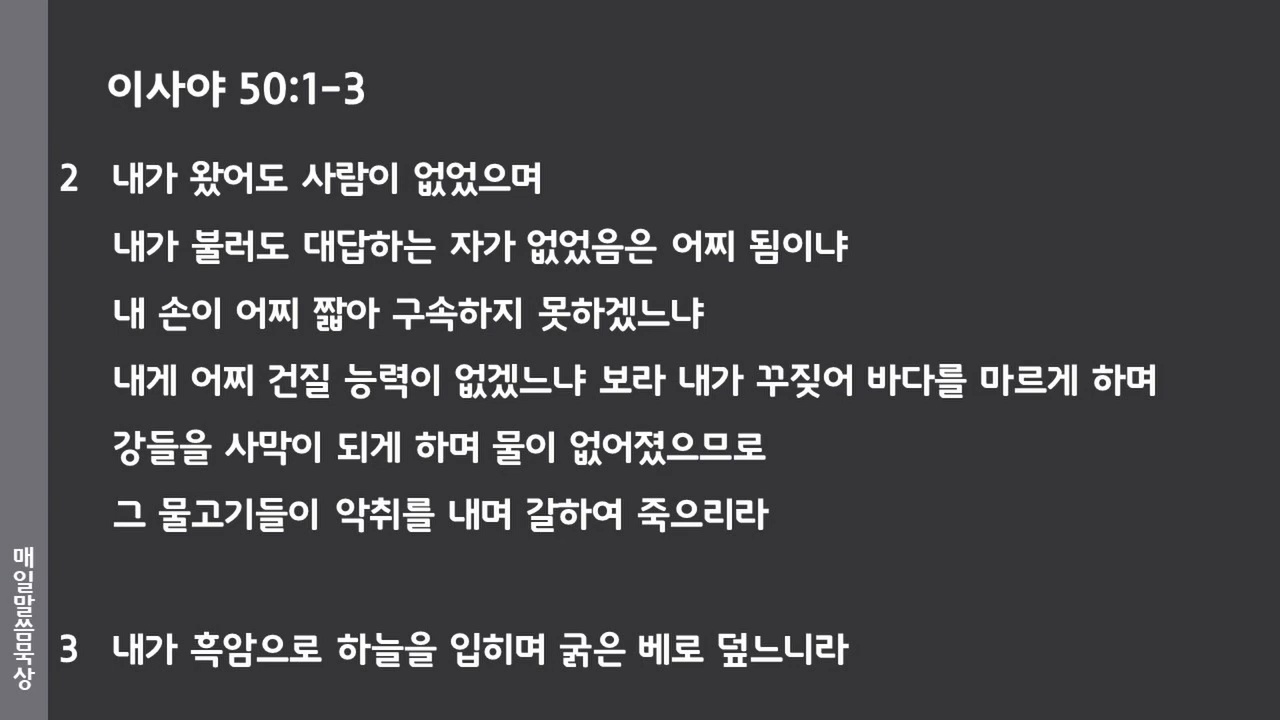 이사야 50:1-3
2 내가 왔어도 사람이 없었으며
내가 불러도 대답하는 자가 없었음은 어찌 됨이냐
내 손이 어찌 짧아 구속하지 못하겠느냐
내게 어찌 건질 능력이 없겠느냐 보라 내가 꾸짖어 바다를 마르게 하며
강들을 사막이 되게 하며 물이 없어졌으므로
그 물고기들이 악취를 내며 갈하여 죽으리라
3 내가 흑암으로 하늘을 입히며 굵은 베로 덮느니라
매일말씀묵상